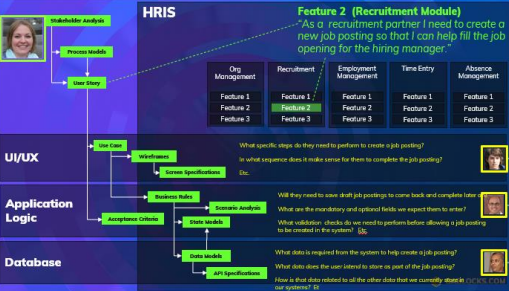 HRIS
Feature 2 (Recruitment Module)
"As a recruitment partner I need to create a
new job posting so that I can help fill the job
opening for the hiring manager."
Stakeholder Analysis
Process Models
User Story
Org
Management
Feature 1
Feature 2
Feature 3
Recruitment
Feature 1
Feature 2
Feature 3
Employment
Management
Feature 1
Feature 2
Feature 3
Time Entry
Feature 1
Feature 2
Feature 3
Absence
Management
Feature 1
Feature 2
Feature 3
UI/UX
Use Case
Wireframes
Screen Specifications
What specific steps do they need to perform to create a job posting?
In what sequence does it make sense for them to complete the job posting?
Etc.
Application
Logic
Business Rules
Scenario Analysis
Acceptance Criteria
State Models
Will they need to save draft job postings to come back and complete later
What are the mandatory and optional fields we expect them to enter?
What validation checks do we need to perform before allowing a job posting
to be created in the system? Etc.
Database
Data Models
API Specifications
What data is required from the system to help create a job posting?
What data does the user intend to store as part of the job posting?
How is that data related to all the other data that we currently store in
our systems? Et